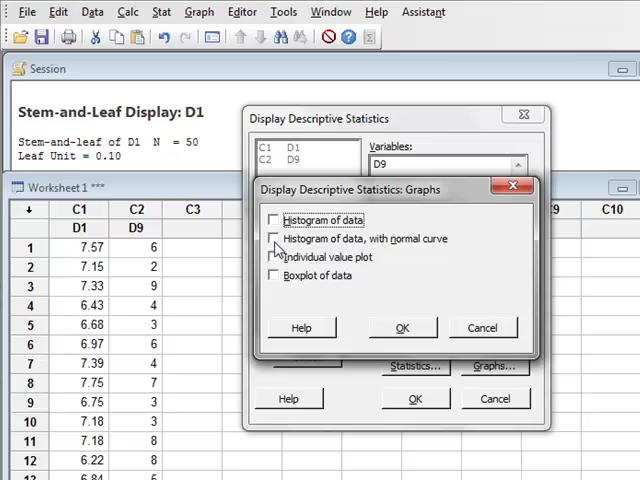 File Edit Data Calc Stat Graph Editor Tools Window Help Assistant
Session
Stem-and-Leaf Display: D1
Stem-and-leaf of D1 N = 50
Leaf Unit = 0.10
Display Descriptive Statistics
C1 D1
C2 D9
Variables:
D9
Display Descriptive Statistics: Graphs
Histogram of data
Histogram of data, with normal curve
Individual value plot
Boxplot of data
Help OK Cancel
Statistics... Graphs...
Help OK Cancel
Worksheet 1 ***
C1 C2 C3 C9 C10
D1 D9
1 7.57 6
2 7.15 2
3 7.33 9
4 6.43 4
5 6.68 3
6 6.97 6
7 7.39 4
8 7.75 7
9 6.75 3
10 7.18 3
11 7.18 8
12 6.22 8
6.84 5